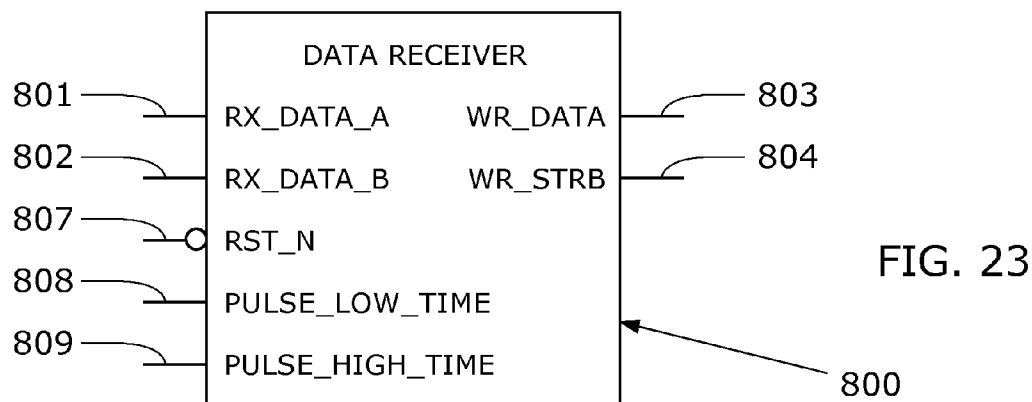 DATA RECEIVER
801 RX_DATA_A WR_DATA 803
802 RX_DATA_B WR_STRB 804
807 RST_N
808 PULSE_LOW_TIME
809 PULSE_HIGH_TIME
FIG. 23
800